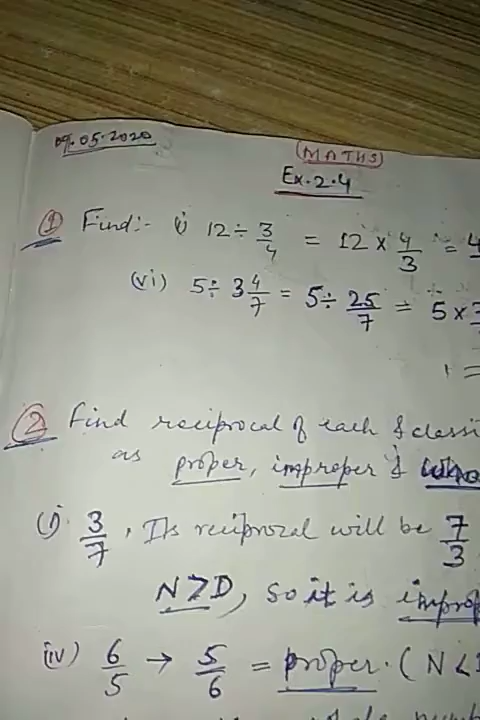 09.05.2020
(MATHS)
Ex.2.4
① Find:- (i) 12 ÷ 3/4 = 12 × 4/3 = 4
(vi) 5 ÷ 3 4/7 = 5 ÷ 25/7 = 5 ×
=
② Find reciprocal of each & classi
as proper, improper &
(i) 3/7, Its reciprocal will be 7/3
N>D, so it is improp
(iv) 6/5 → 5/6 = proper. (N<